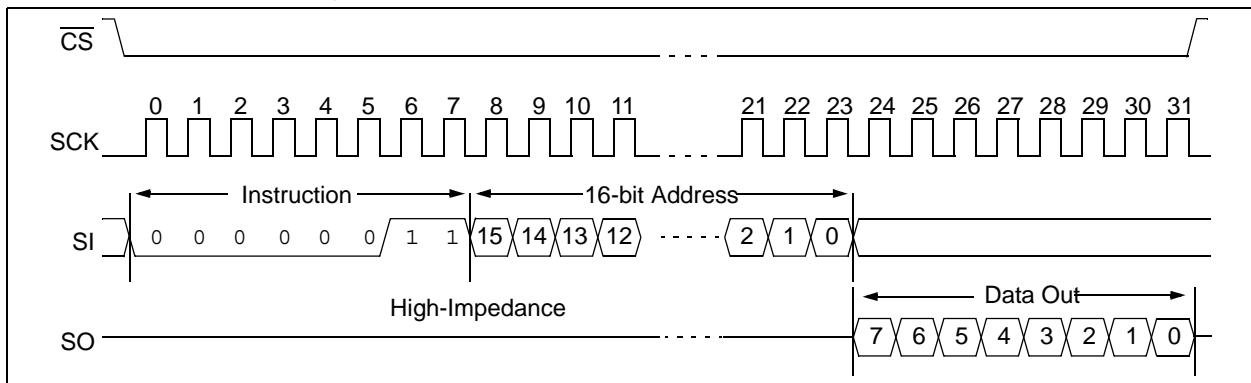 CS
0 1 2 3 4 5 6 7 8 9 10 11 21 22 23 24 25 26 27 28 29 30 31
SCK
Instruction 16-bit Address
SI 0 0 0 0 0 0 1 1 15 14 13 12 2 1 0
High-Impedance Data Out
SO 7 6 5 4 3 2 1 0